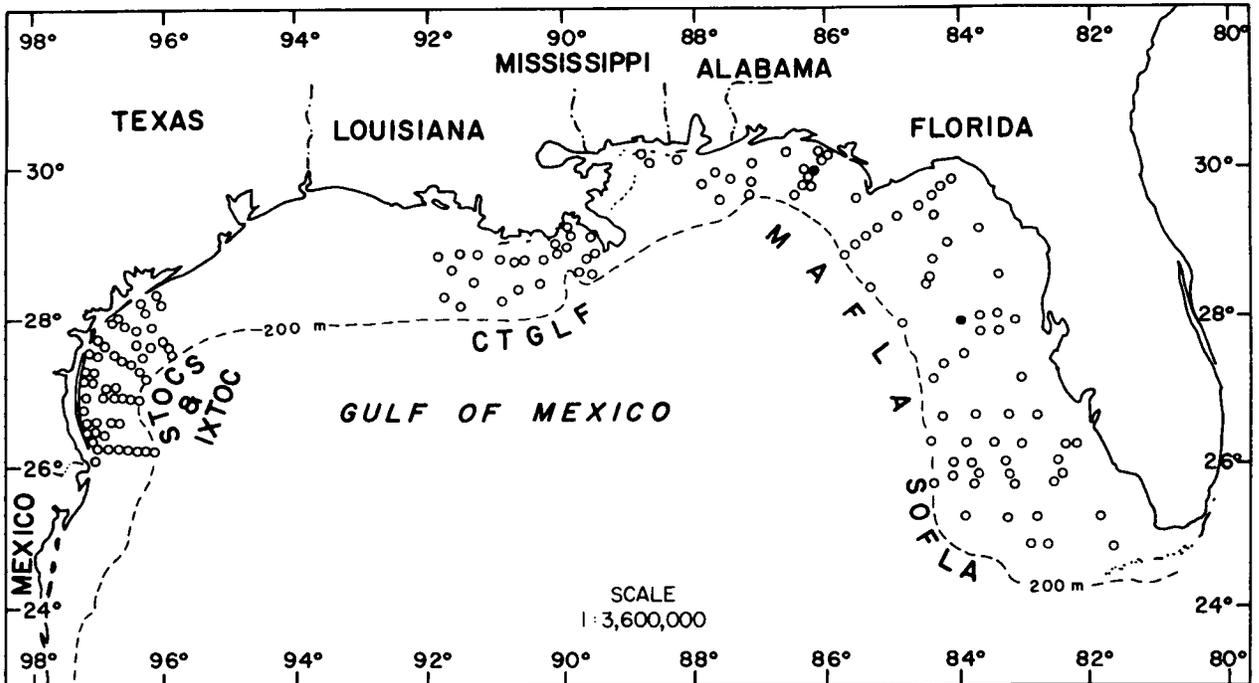 98° 96° 94° 92° 90° 88° 86° 84° 82° 80°
MISSISSIPPI
ALABAMA
TEXAS
LOUISIANA
FLORIDA
30° 30°
MAFLA
28° 28°
200 m
CTGLF
STOCS
&
IXTOC
GULF OF MEXICO
26° 26°
SOFLA
MEXICO
200 m
24° 24°
SCALE
1:3,600,000
98° 96° 94° 92° 90° 88° 86° 84° 82° 80°